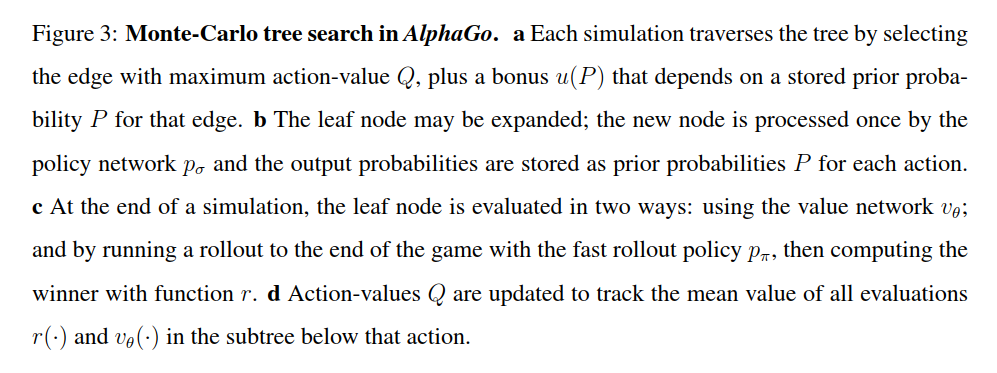 Figure 3: Monte-Carlo tree search in AlphaGo. a Each simulation traverses the tree by selecting
the edge with maximum action-value Q, plus a bonus u(P) that depends on a stored prior proba-
bility P for that edge. b The leaf node may be expanded; the new node is processed once by the
policy network pσ and the output probabilities are stored as prior probabilities P for each action.
c At the end of a simulation, the leaf node is evaluated in two ways: using the value network vθ;
and by running a rollout to the end of the game with the fast rollout policy pπ, then computing the
winner with function r. d Action-values Q are updated to track the mean value of all evaluations
r(·) and vθ(·) in the subtree below that action.